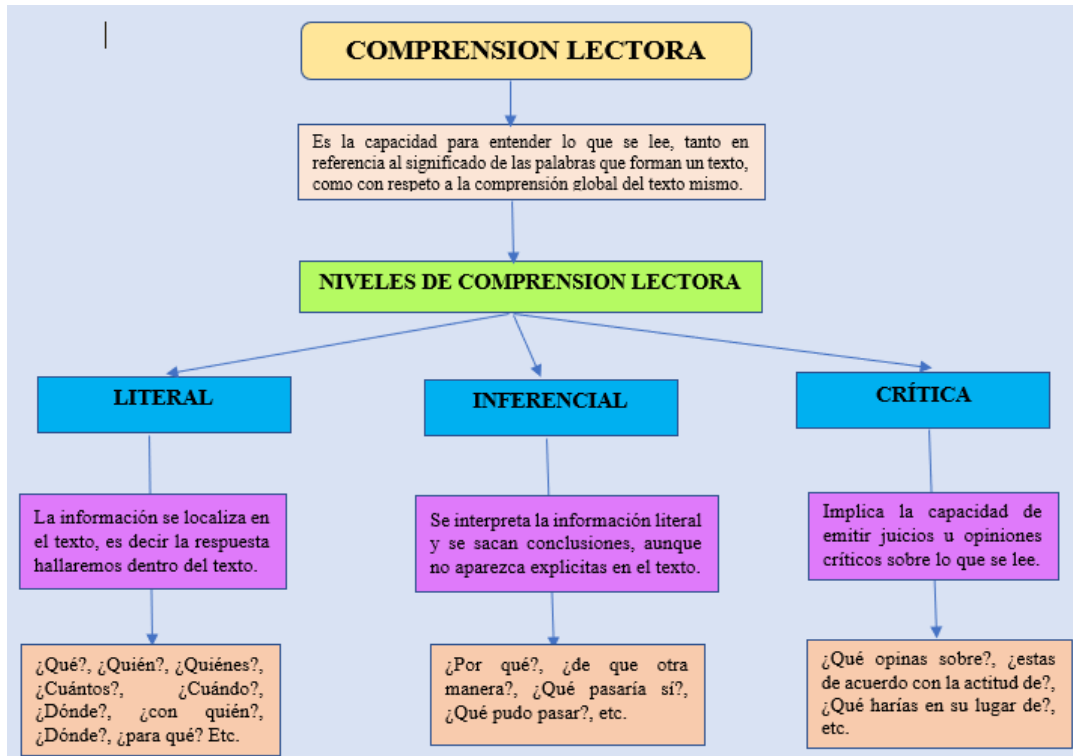 COMPRENSION LECTORA
Es la capacidad para entender lo que se lee, tanto en
referencia al significado de las palabras que forman un texto,
como con respeto a la comprensión global del texto mismo.
NIVELES DE COMPRENSION LECTORA
LITERAL
INFERENCIAL
CRÍTICA
La información se localiza en
el texto, es decir la respuesta
hallaremos dentro del texto.
Se interpreta la información literal
y se sacan conclusiones, aunque
no aparezca explicitas en el texto.
Implica la capacidad de
emitir juicios u opiniones
críticos sobre lo que se lee.
¿Qué?, ¿Quién?, ¿Quiénes?,
¿Cuántos?, ¿Cuándo?,
¿Dónde?, ¿con quién?,
¿Dónde?, ¿para qué? Etc.
¿Por qué?, ¿de que otra
manera?, ¿Qué pasaría sí?,
¿Qué pudo pasar?, etc.
¿Qué opinas sobre?, ¿estas
de acuerdo con la actitud de?,
¿Qué harías en su lugar de?,
etc.